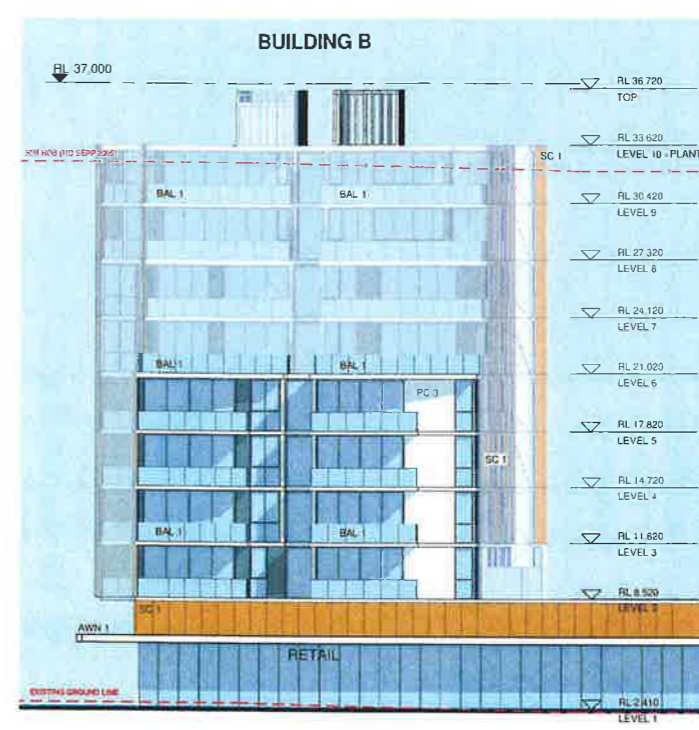 BUILDING B
RL 37,000
RL 36.720
TOP
RL 33.620
LEVEL 10 - PLANT
SC 1
RL 30.420
LEVEL 9
BAL 1
BAL 1
RL 27.320
LEVEL 8
RL 24.120
LEVEL 7
BAL 1
BAL 1
RL 21.020
LEVEL 6
PC 3
RL 17.820
LEVEL 5
SC 1
RL 14.720
LEVEL 4
BAL 1
BAL 1
RL 11.620
LEVEL 3
RL 8.520
LEVEL 2
SC 1
AWN 1
RETAIL
EXISTING GROUND LINE
RL 2.410
LEVEL 1